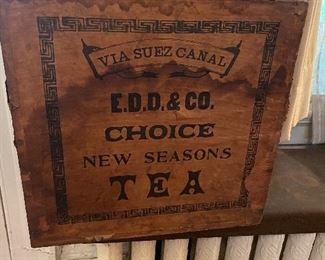 VIA SUEZ CANAL
E.D.D. & CO.
CHOICE
NEW SEASONS
TEA